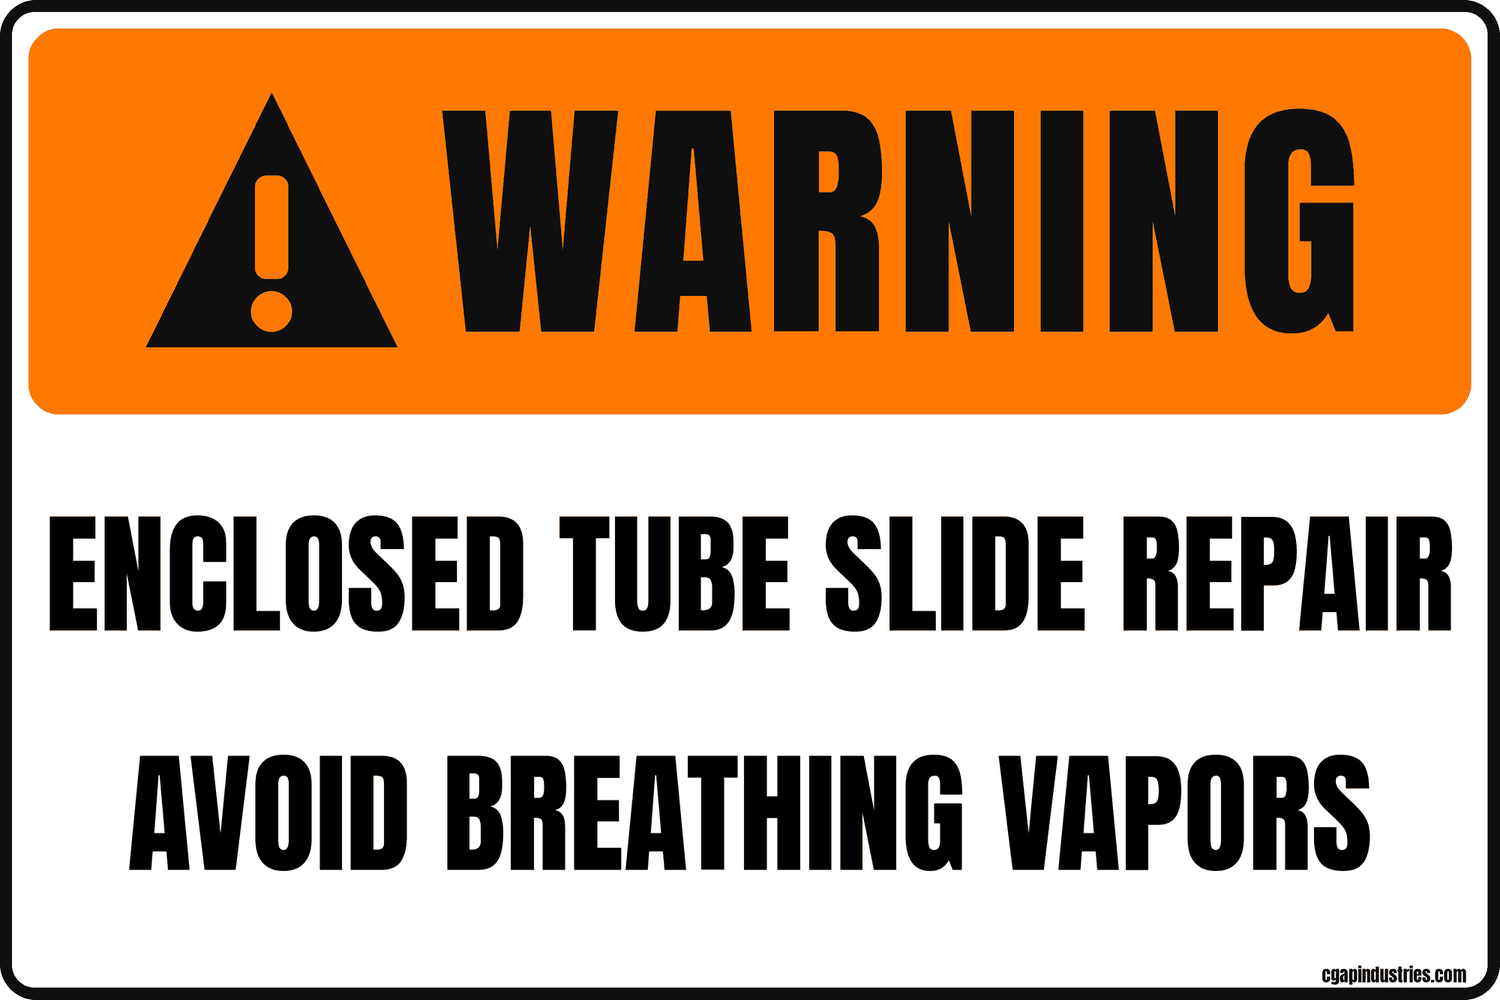 WARNING
ENCLOSED TUBE SLIDE REPAIR
AVOID BREATHING VAPORS
cgapindustries.com